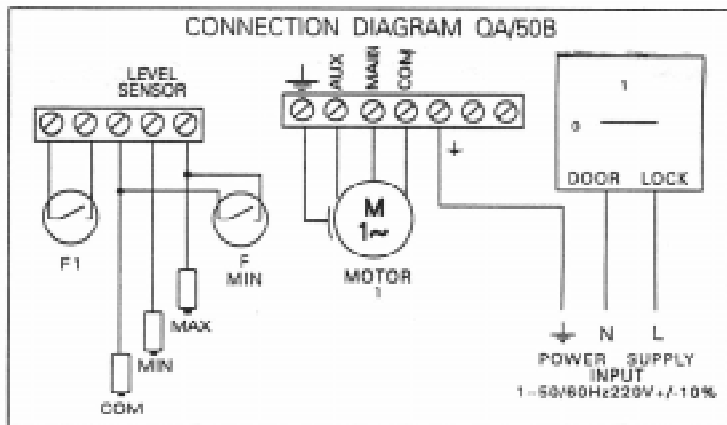 CONNECTION DIAGRAM QA/50B
LEVEL
SENSOR
AUX
MAIN
COM
1
0
DOOR LOCK
M
1~
F1
F
MIN
MOTOR
1
MAX
MIN
COM
N L
POWER SUPPLY
INPUT
1~50/60Hz220V+/-10%